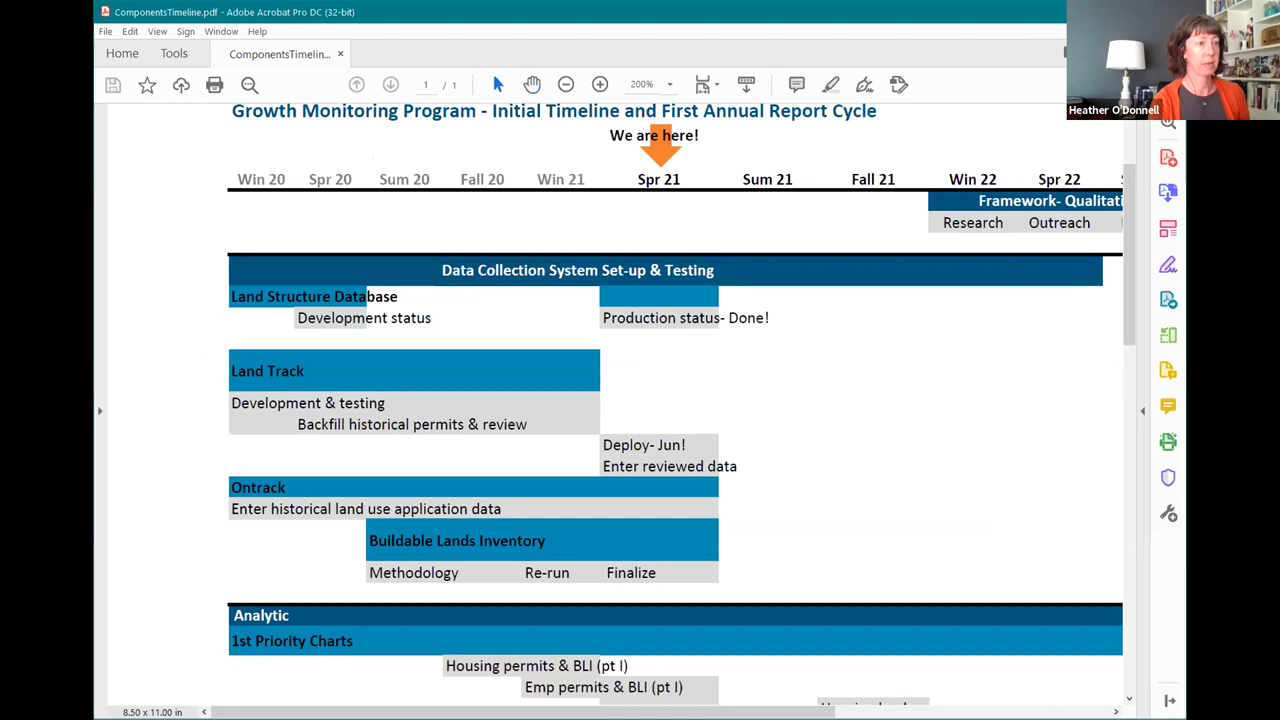 ComponentsTimeline.pdf - Adobe Acrobat Pro DC (32-bit)
File Edit View Sign Window Help
Home Tools ComponentsTimelin... ×
1 / 1 200%
Heather O'Donnell
Growth Monitoring Program - Initial Timeline and First Annual Report Cycle
We are here!
Win 20 Spr 20 Sum 20 Fall 20 Win 21 Spr 21 Sum 21 Fall 21 Win 22 Spr 22
Framework- Qualitati
Research Outreach
Data Collection System Set-up & Testing
Land Structure Database
Development status Production status- Done!
Land Track
Development & testing
Backfill historical permits & review
Deploy- Jun!
Enter reviewed data
Ontrack
Enter historical land use application data
Buildable Lands Inventory
Methodology Re-run Finalize
Analytic
1st Priority Charts
Housing permits & BLI (pt I)
Emp permits & BLI (pt I)
8.50 x 11.00 in